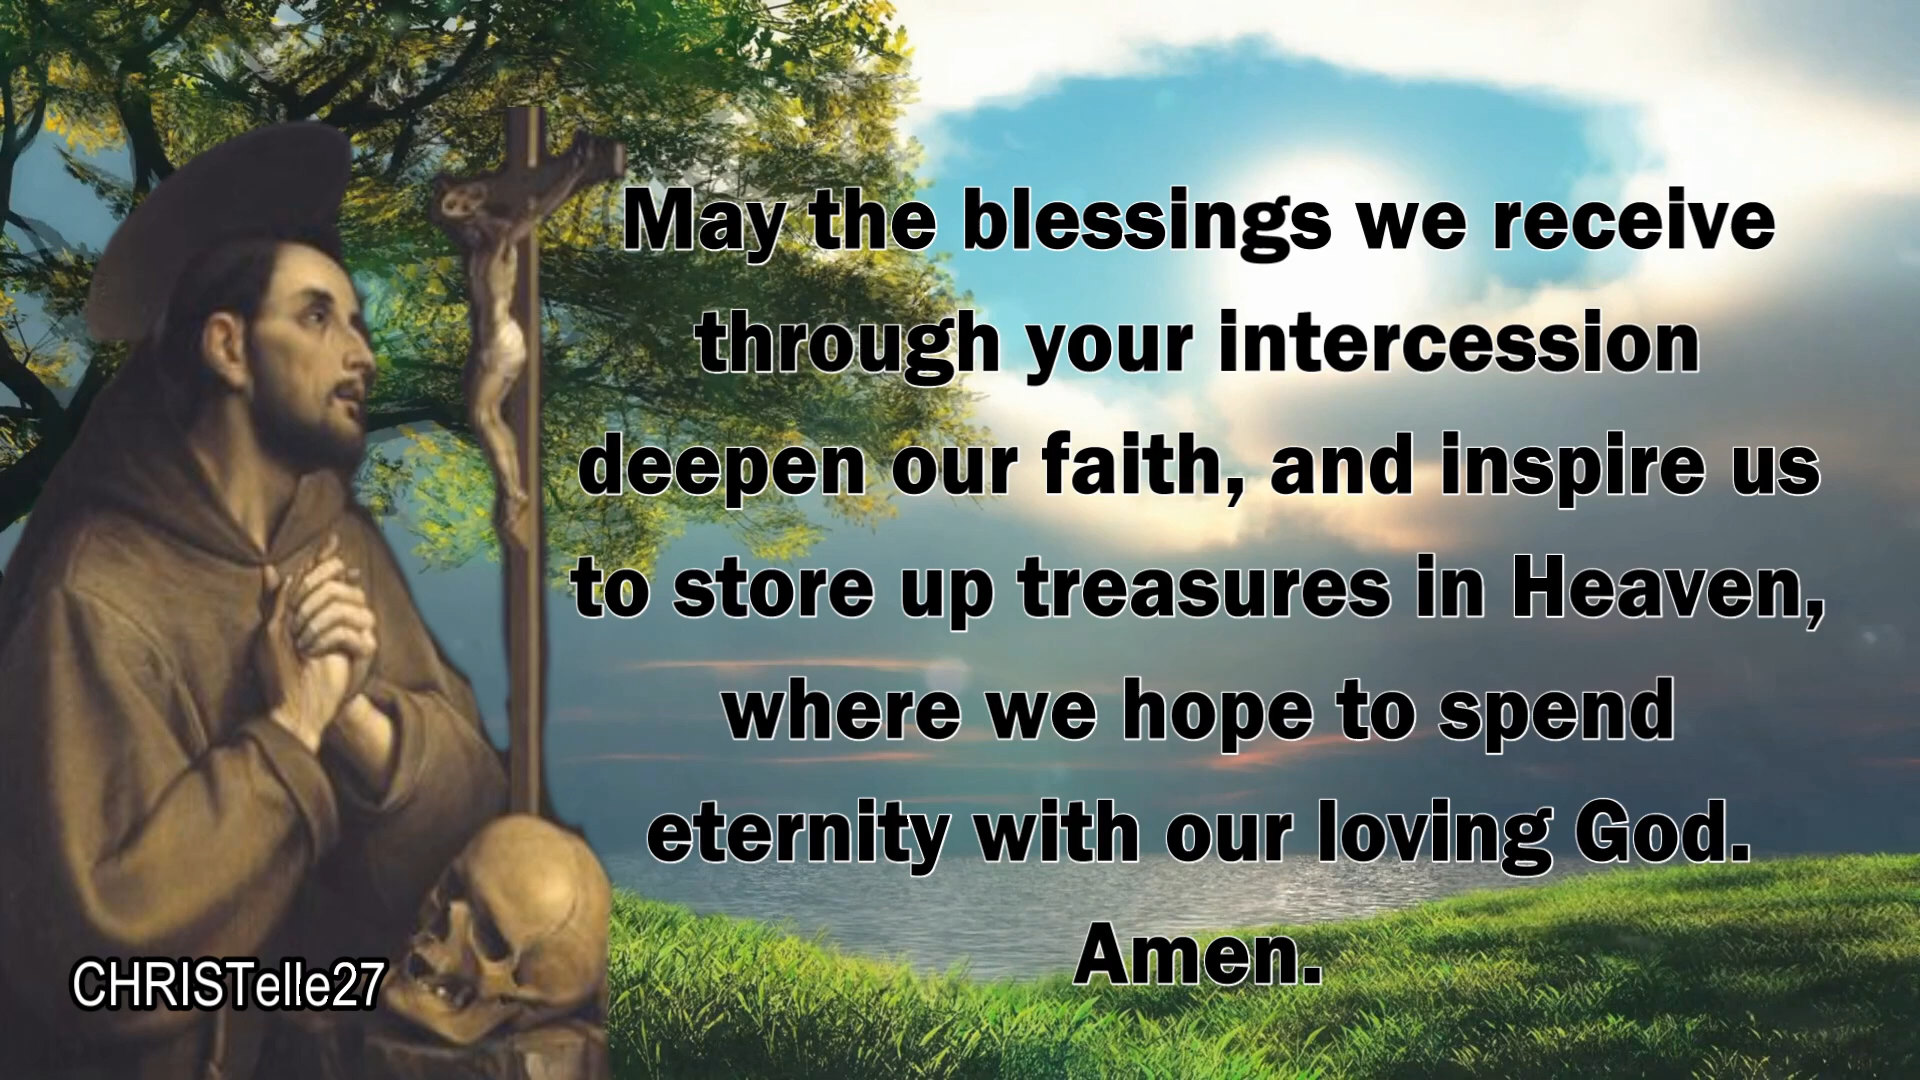 May the blessings we receive
through your intercession
deepen our faith, and inspire us
to store up treasures in Heaven,
where we hope to spend
eternity with our loving God.
Amen.
CHRISTelle27